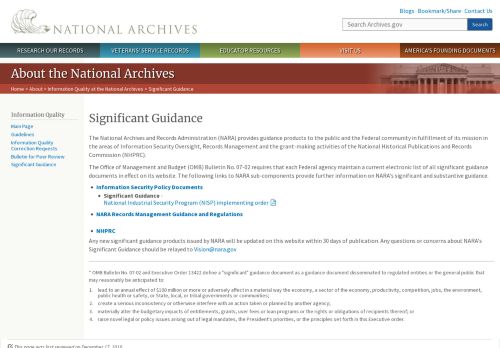 Blogs · Bookmark/Share · Contact Us
NATIONAL ARCHIVES
Search Archives.gov
Search
RESEARCH OUR RECORDS
VETERANS' SERVICE RECORDS
EDUCATOR RESOURCES
VISIT US
AMERICA'S FOUNDING DOCUMENTS
About the National Archives
Home > About > Information Quality at the National Archives > Significant Guidance
Information Quality
Main Page
Guidelines
Information Quality
Correction Requests
Bulletin for Peer Review
Significant Guidance
Significant Guidance
The National Archives and Records Administration (NARA) provides guidance products to the public and the Federal community in fulfillment of its mission in
the areas of Information Security Oversight, Records Management and the grant-making activities of the National Historical Publications and Records
Commission (NHPRC).
The Office of Management and Budget (OMB) Bulletin No. 07-02 requires that each Federal agency maintain a current electronic list of all significant guidance
documents in effect on its website. The following links to NARA sub-components provide further information on NARA's significant and substantive guidance.
• Information Security Policy Documents
• Significant Guidance -
National Industrial Security Program (NISP) implementing order
• NARA Records Management Guidance and Regulations
• NHPRC
Any new significant guidance products issued by NARA will be updated on this website within 30 days of publication. Any questions or concerns about NARA's
Significant Guidance should be relayed to Vision@nara.gov
* OMB Bulletin No. 07-02 and Executive Order 13422 define a "significant" guidance document as a guidance document disseminated to regulated entities or the general public that
may reasonably be anticipated to:
1. lead to an annual effect of $100 million or more or adversely affect in a material way the economy, a sector of the economy, productivity, competition, jobs, the environment,
public health or safety, or State, local, or tribal governments or communities;
2. create a serious inconsistency or otherwise interfere with an action taken or planned by another agency;
3. materially alter the budgetary impacts of entitlements, grants, user fees or loan programs or the rights or obligations of recipients thereof; or
4. raise novel legal or policy issues arising out of legal mandates, the President's priorities, or the principles set forth in this Executive Order.
This page was last reviewed on December 17, 2018.